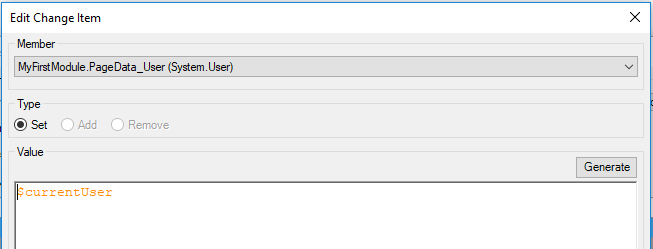 Edit Change Item
Member
MyFirstModule.PageData_User (System.User)
Type
Set Add Remove
Value
Generate
$currentUser